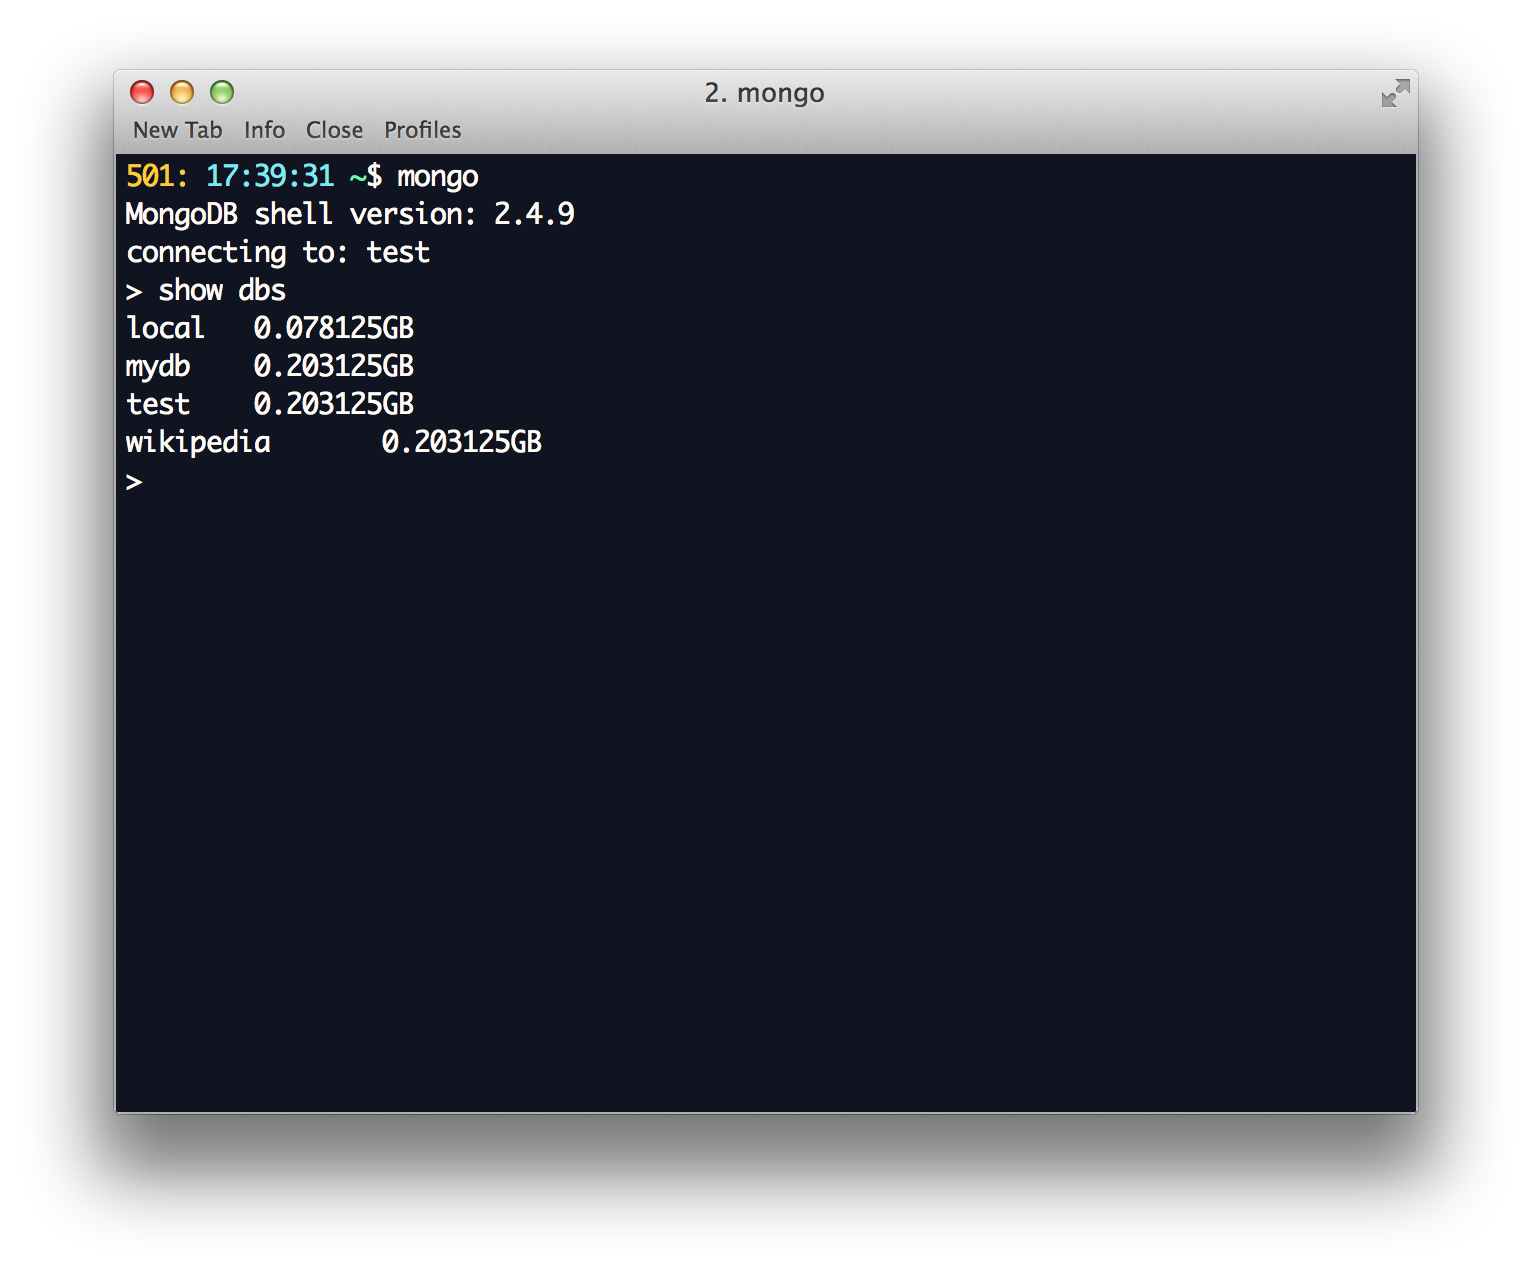 2. mongo
New Tab Info Close Profiles
501: 17:39:31 ~$ mongo
MongoDB shell version: 2.4.9
connecting to: test
> show dbs
local   0.078125GB
mydb    0.203125GB
test    0.203125GB
wikipedia       0.203125GB
>